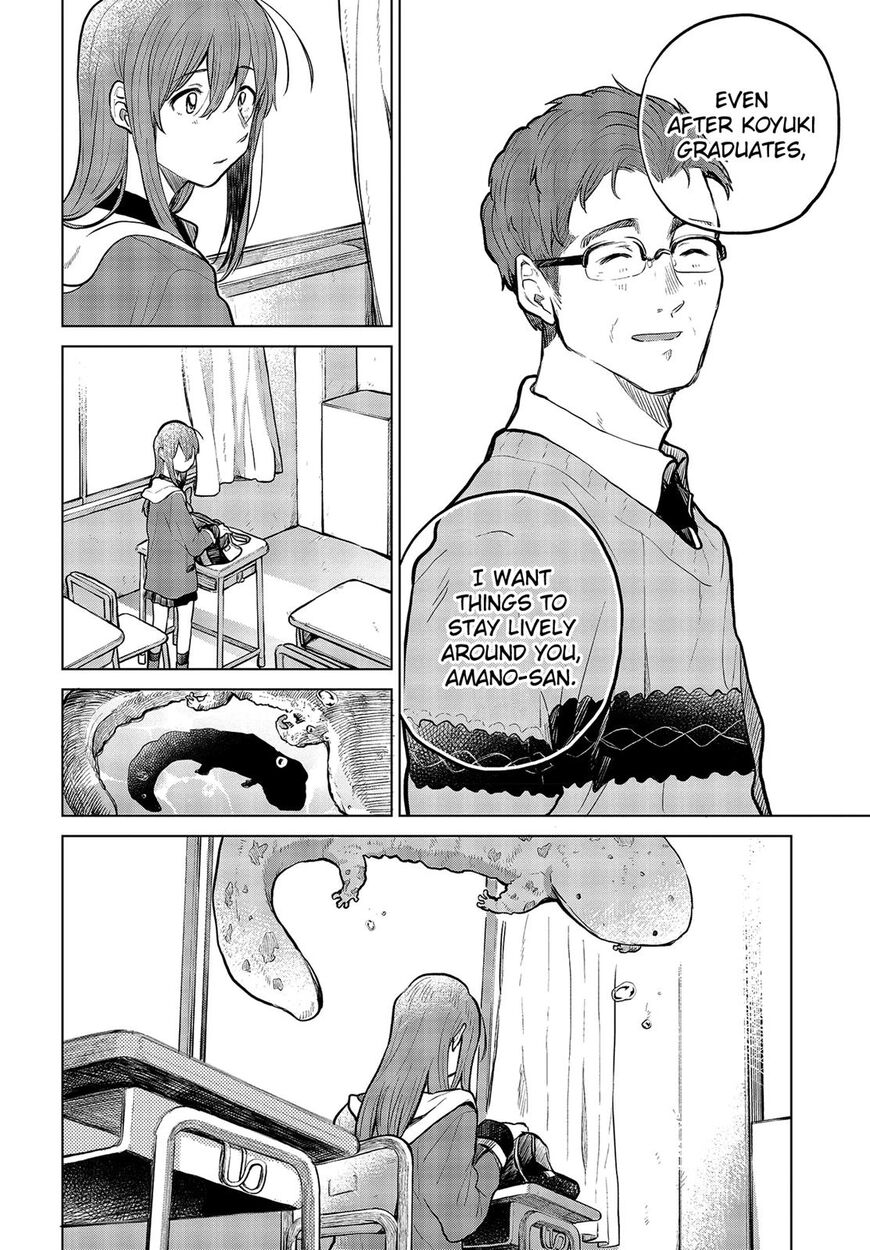 EVEN
AFTER KOYUKI
GRADUATES,
I WANT
THINGS TO
STAY LIVELY
AROUND YOU,
AMANO-SAN.